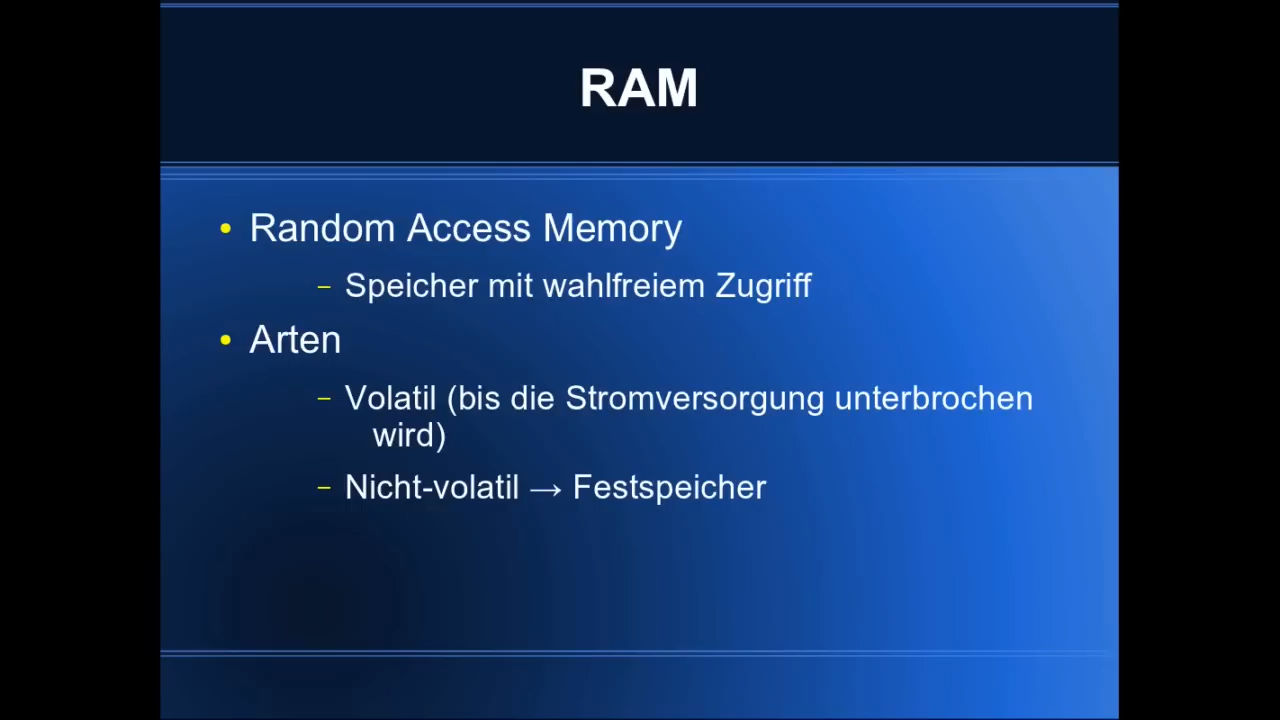 RAM
• Random Access Memory
– Speicher mit wahlfreiem Zugriff
• Arten
– Volatil (bis die Stromversorgung unterbrochen
wird)
– Nicht-volatil → Festspeicher